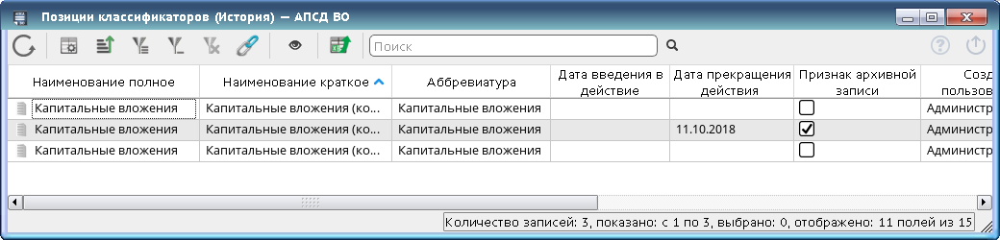 Позиции классификаторов (История) — АПСД ВО
Поиск
Наименование полное Наименование краткое Аббревиатура Дата введения в действие Дата прекращения действия Признак архивной записи Созд пользов
Капитальные вложения Капитальные вложения (ко... Капитальные вложения Администр
Капитальные вложения Капитальные вложения (ко... Капитальные вложения 11.10.2018 Администр
Капитальные вложения Капитальные вложения (ко... Капитальные вложения Администр
Количество записей: 3, показано: с 1 по 3, выбрано: 0, отображено: 11 полей из 15